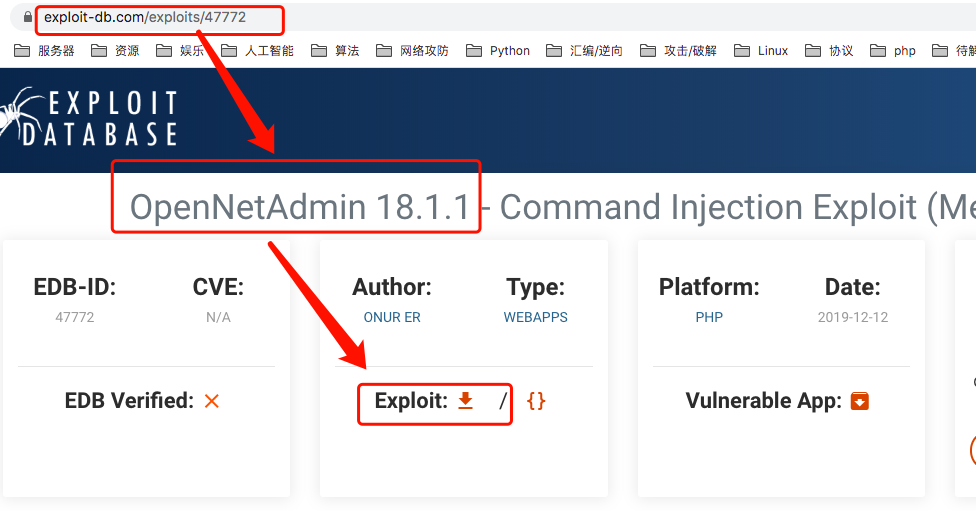 exploit-db.com/exploits/47772
服务器 资源 娱乐 人工智能 算法 网络攻防 Python 汇编/逆向 攻击/破解 Linux 协议 php 待解
EXPLOIT
DATABASE
OpenNetAdmin 18.1.1 - Command Injection Exploit (Me
EDB-ID: CVE: Author: Type: Platform: Date:
47772 N/A ONUR ER WEBAPPS PHP 2019-12-12
EDB Verified: × Exploit: / {} Vulnerable App: